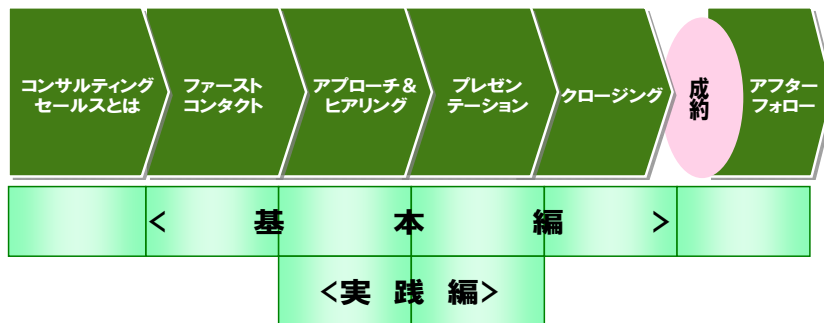 コンサルティング
セールスとは
ファースト
コンタクト
アプローチ＆
ヒアリング
プレゼン
テーション
クロージング
成約
アフター
フォロー
＜基本編＞
＜実践編＞